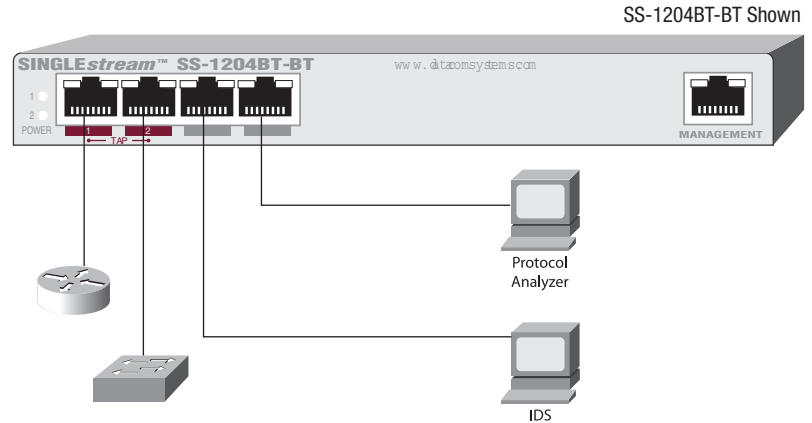 SS-1204BT-BT Shown
SINGLEstream™ SS-1204BT-BT
www.datacomsystems.com
1
2
POWER
1 2
TAP
MANAGEMENT
Protocol
Analyzer
IDS